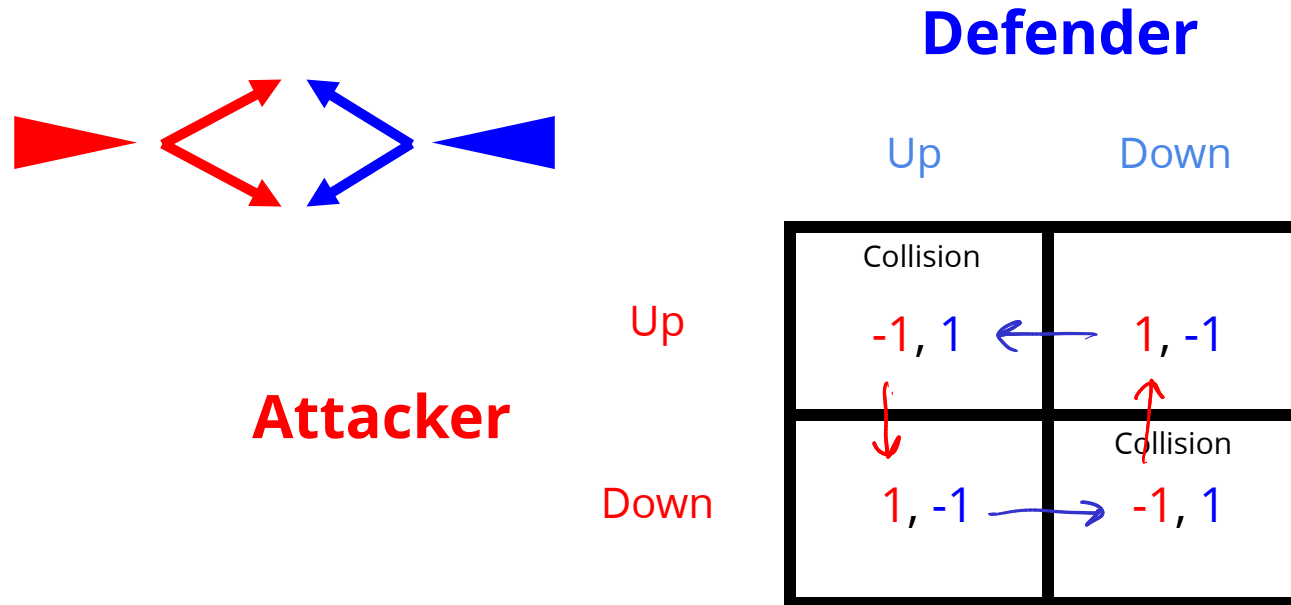 Defender
Up Down
Collision
Up
-1, 1 1, -1
Attacker
Collision
Down
1, -1 -1, 1